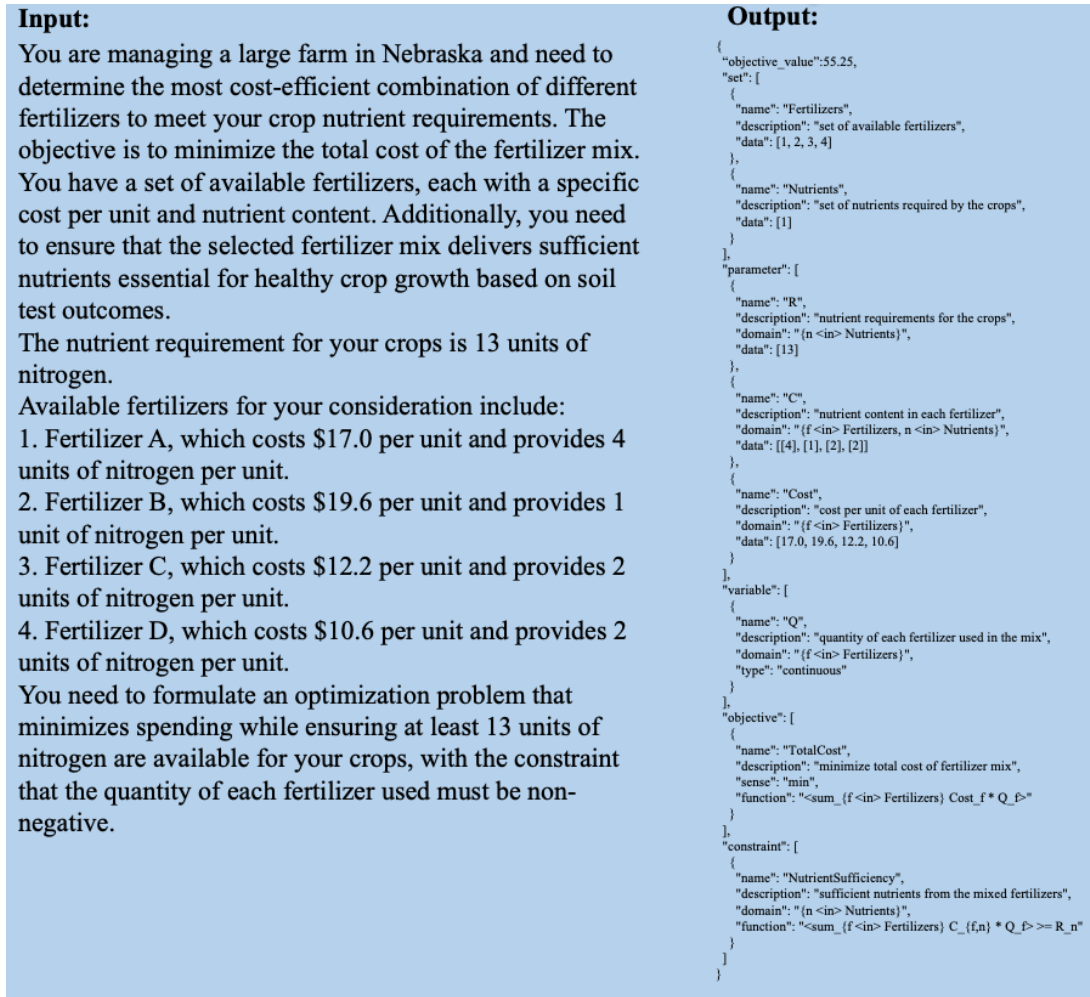 Input:
You are managing a large farm in Nebraska and need to
determine the most cost-efficient combination of different
fertilizers to meet your crop nutrient requirements. The
objective is to minimize the total cost of the fertilizer mix.
You have a set of available fertilizers, each with a specific
cost per unit and nutrient content. Additionally, you need
to ensure that the selected fertilizer mix delivers sufficient
nutrients essential for healthy crop growth based on soil
test outcomes.
The nutrient requirement for your crops is 13 units of
nitrogen.
Available fertilizers for your consideration include:
1. Fertilizer A, which costs $17.0 per unit and provides 4
units of nitrogen per unit.
2. Fertilizer B, which costs $19.6 per unit and provides 1
unit of nitrogen per unit.
3. Fertilizer C, which costs $12.2 per unit and provides 2
units of nitrogen per unit.
4. Fertilizer D, which costs $10.6 per unit and provides 2
units of nitrogen per unit.
You need to formulate an optimization problem that
minimizes spending while ensuring at least 13 units of
nitrogen are available for your crops, with the constraint
that the quantity of each fertilizer used must be non-
negative.
Output:
{
"objective_value":55.25,
"set": [
{
"name": "Fertilizers",
"description": "set of available fertilizers",
"data": [1, 2, 3, 4]
},
{
"name": "Nutrients",
"description": "set of nutrients required by the crops",
"data": [1]
}
],
"parameter": [
{
"name": "R",
"description": "nutrient requirements for the crops",
"domain": "{n <in> Nutrients}",
"data": [13]
},
{
"name": "C",
"description": "nutrient content in each fertilizer",
"domain": "{f <in> Fertilizers, n <in> Nutrients}",
"data": [[4], [1], [2], [2]]
},
{
"name": "Cost",
"description": "cost per unit of each fertilizer",
"domain": "{f <in> Fertilizers}",
"data": [17.0, 19.6, 12.2, 10.6]
}
],
"variable": [
{
"name": "Q",
"description": "quantity of each fertilizer used in the mix",
"domain": "{f <in> Fertilizers}",
"type": "continuous"
}
],
"objective": [
{
"name": "TotalCost",
"description": "minimize total cost of fertilizer mix",
"sense": "min",
"function": "<sum_{f <in> Fertilizers} Cost_f * Q_f>"
}
],
"constraint": [
{
"name": "NutrientSufficiency",
"description": "sufficient nutrients from the mixed fertilizers",
"domain": "{n <in> Nutrients}",
"function": "<sum_{f <in> Fertilizers} C_{f,n} * Q_f> >= R_n"
}
]
}